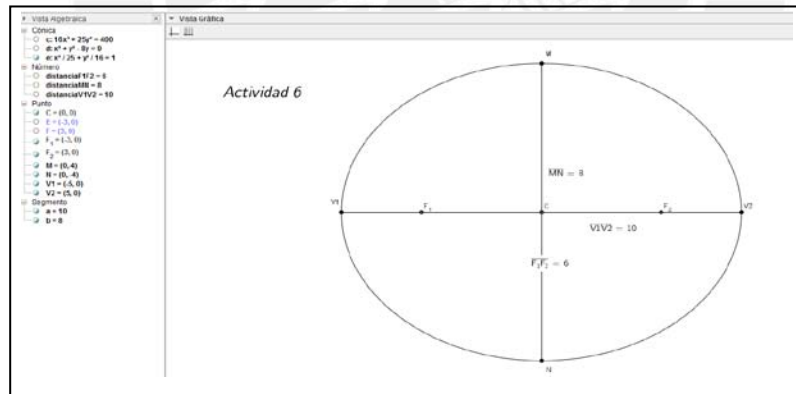 Vista Algebraica
Cónica
c: 16x² + 25y² = 400
d: x² + y² - 8y = 0
e: x² / 25 + y² / 16 = 1
Número
distanciaF1F2 = 6
distanciaMN = 8
distanciaV1V2 = 10
Punto
C = (0, 0)
E = (-3, 0)
F = (3, 0)
F₁ = (-3, 0)
F₂ = (3, 0)
M = (0, 4)
N = (0, -4)
V1 = (-5, 0)
V2 = (5, 0)
Segmento
a = 10
b = 8
Vista Gráfica
Actividad 6
M
MN = 8
V1
F₁
C
F₂
V2
V1V2 = 10
F₁F₂ = 6
N